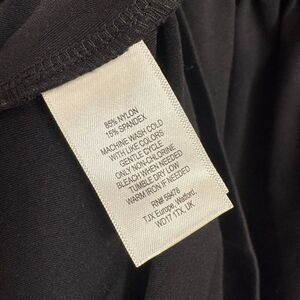 85% NYLON
15% SPANDEX
MACHINE WASH COLD
WITH LIKE COLORS
GENTLE CYCLE
ONLY NON-CHLORINE
BLEACH WHEN NEEDED
TUMBLE DRY LOW
WARM IRON IF NEEDED
RN# 59476
TJX Europe, Watford,
WD17 1TX, UK